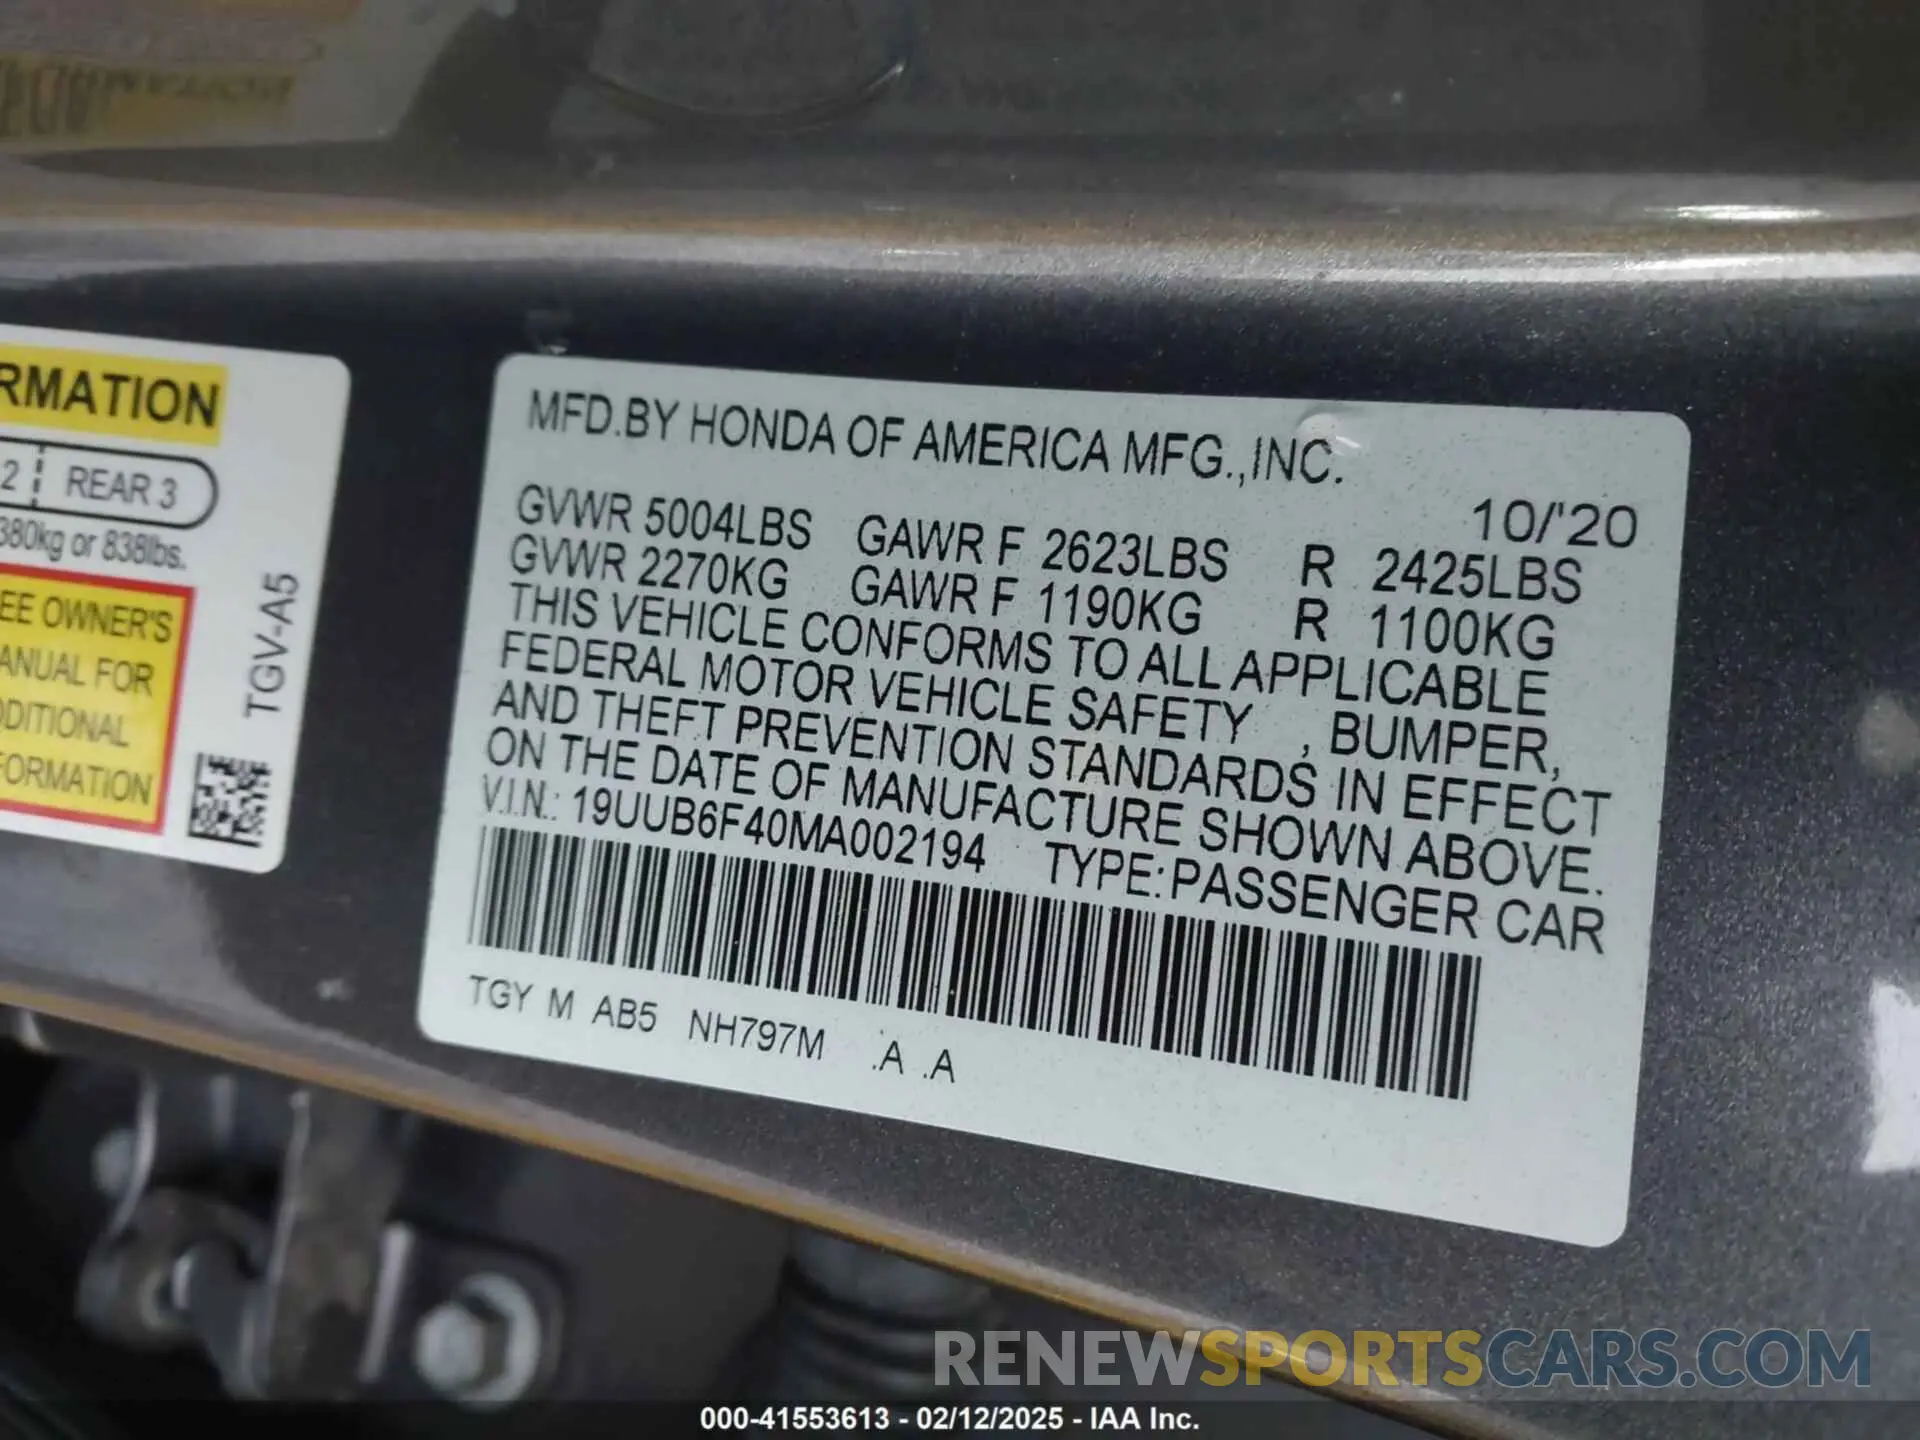 RMATION
2 REAR 3
380kg or 838lbs.
EE OWNER'S
ANUAL FOR
DDITIONAL
FORMATION
TGV-A5
MFD.BY HONDA OF AMERICA MFG.,INC.
10/'20
GVWR 5004LBS GAWR F 2623LBS R 2425LBS
GVWR 2270KG GAWR F 1190KG R 1100KG
THIS VEHICLE CONFORMS TO ALL APPLICABLE
FEDERAL MOTOR VEHICLE SAFETY , BUMPER,
AND THEFT PREVENTION STANDARDS IN EFFECT
ON THE DATE OF MANUFACTURE SHOWN ABOVE.
V.I.N.: 19UUB6F40MA002194 TYPE:PASSENGER CAR
TGY M AB5 NH797M .A .A
RENEWSPORTSCARS.COM
000-41553613 - 02/12/2025 - IAA Inc.